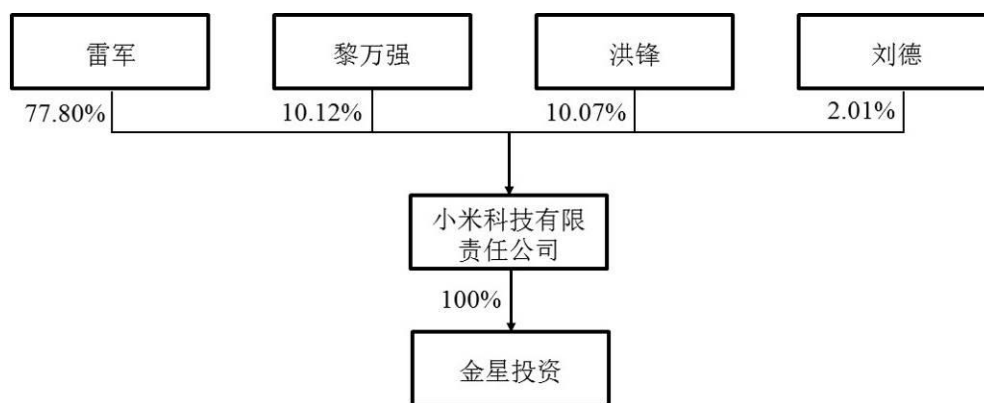 雷军
黎万强
洪锋
刘德
77.80%
10.12%
10.07%
2.01%
小米科技有限
责任公司
100%
金星投资